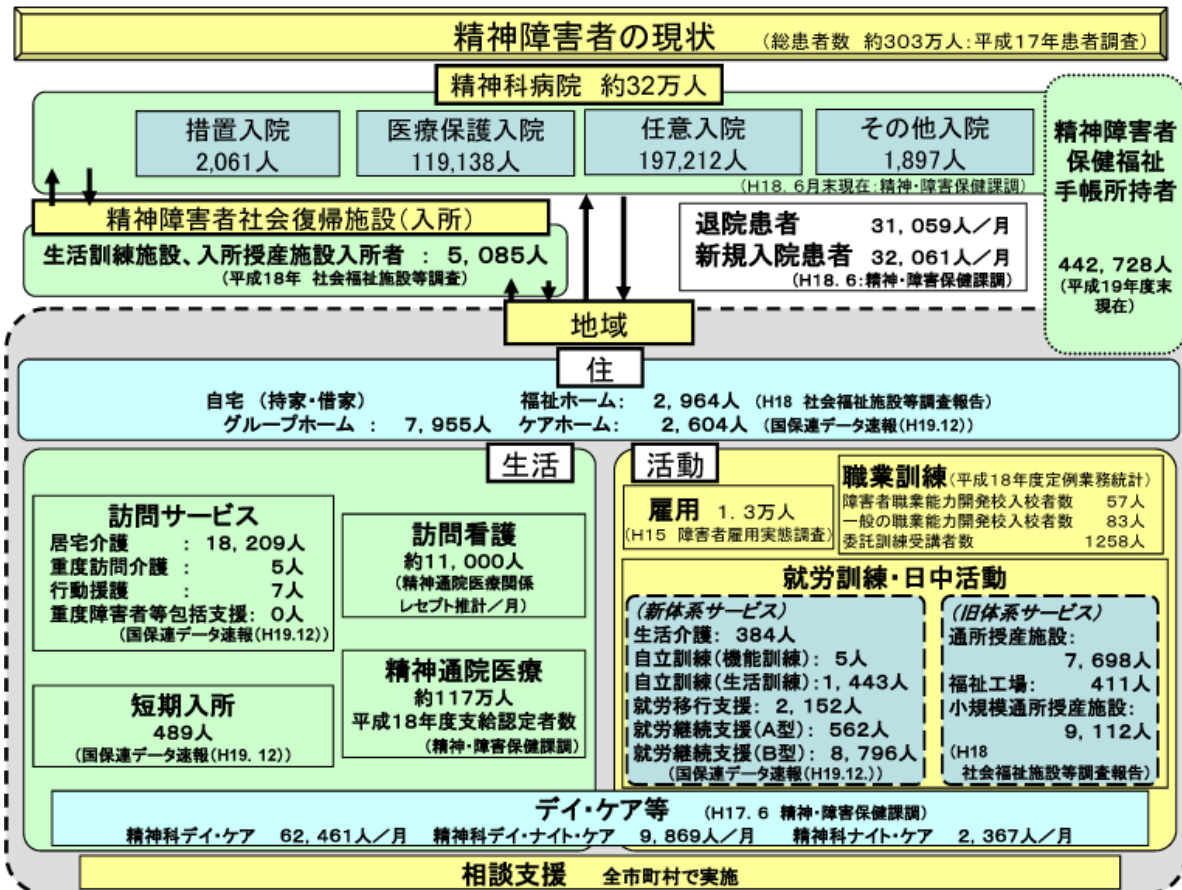 精神障害者の現状 (総患者数 約303万人:平成17年患者調査)
精神科病院 約32万人
措置入院
2,061人
医療保護入院
119,138人
任意入院
197,212人
その他入院
1,897人
(H18. 6月末現在:精神・障害保健課調)
精神障害者
保健福祉
手帳所持者
442,728人
(平成19年度末
現在)
精神障害者社会復帰施設(入所)
生活訓練施設、入所授産施設入所者 : 5,085人
(平成18年 社会福祉施設等調査)
退院患者 31,059人/月
新規入院患者 32,061人/月
(H18. 6:精神・障害保健課調)
地域
住
自宅 (持家・借家) 福祉ホーム: 2,964人 (H18 社会福祉施設等調査報告)
グループホーム : 7,955人 ケアホーム: 2,604人 (国保連データ速報(H19.12))
生活
訪問サービス
居宅介護 : 18,209人
重度訪問介護 : 5人
行動援護 : 7人
重度障害者等包括支援: 0人
(国保連データ速報(H19.12))
短期入所
489人
(国保連データ速報(H19. 12))
訪問看護
約11,000人
(精神通院医療関係
レセプト推計/月)
精神通院医療
約117万人
平成18年度支給認定者数
(精神・障害保健課調)
活動
雇用 1.3万人
(H15 障害者雇用実態調査)
職業訓練(平成18年度定例業務統計)
障害者職業能力開発校入校者数 57人
一般の職業能力開発校入校者数 83人
委託訓練受講者数 1258人
就労訓練・日中活動
(新体系サービス)
生活介護: 384人
自立訓練(機能訓練): 5人
自立訓練(生活訓練):1,443人
就労移行支援: 2,152人
就労継続支援(A型): 562人
就労継続支援(B型): 8,796人
(国保連データ速報(H19.12.))
(旧体系サービス)
通所授産施設:
7,698人
福祉工場: 411人
小規模通所授産施設:
9,112人
(H18
社会福祉施設等調査報告)
デイ・ケア等 (H17.6 精神・障害保健課調)
精神科デイ・ケア 62,461人/月 精神科デイ・ナイト・ケア 9,869人/月 精神科ナイト・ケア 2,367人/月
相談支援 全市町村で実施